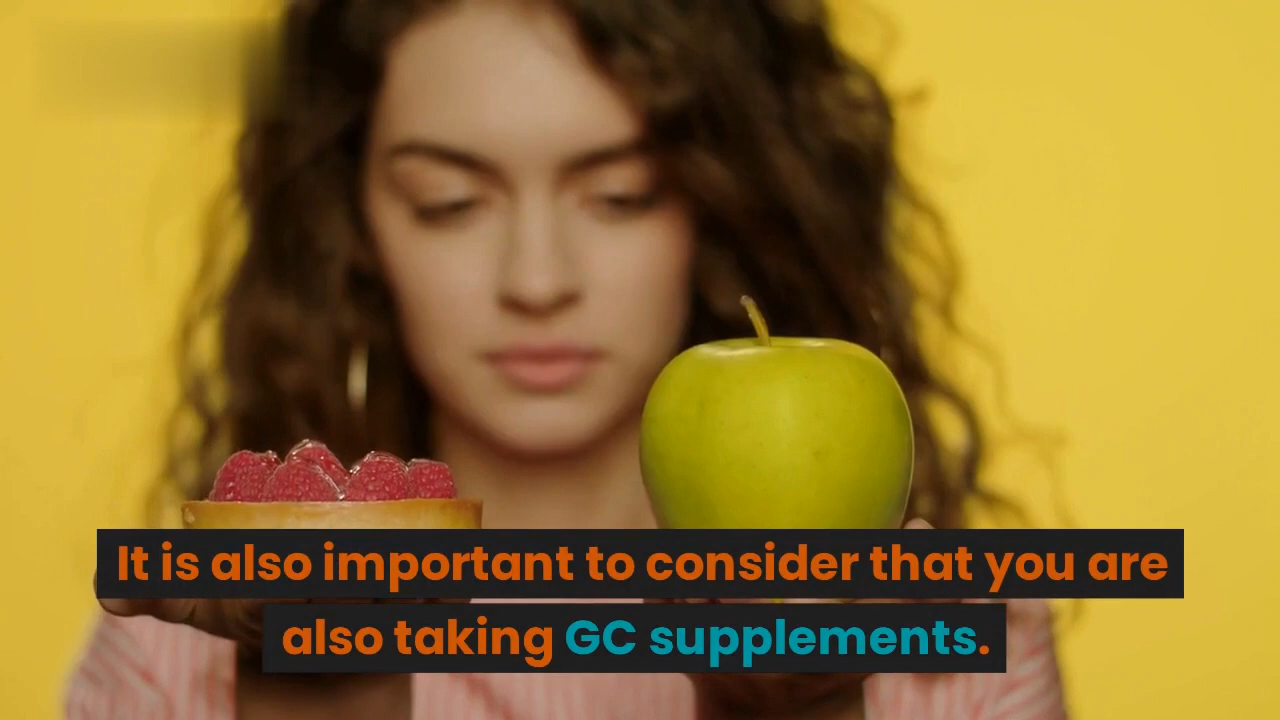 It is also important to consider that you are
also taking GC supplements.